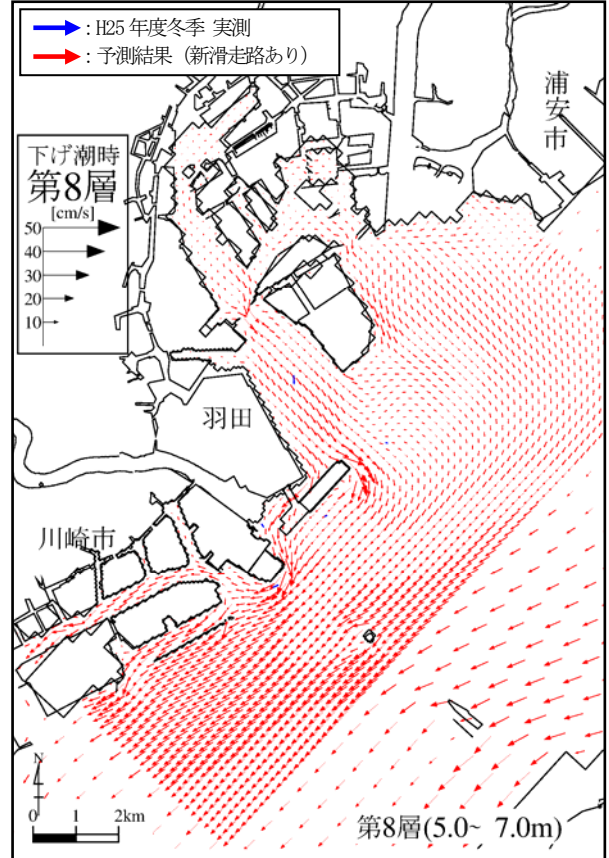 : H25 年度冬季 実測
: 予測結果 (新滑走路あり)
浦安市
下げ潮時
第8層
[cm/s]
50
40
30
20
10
羽田
川崎市
N
0 1 2km
第8層(5.0~ 7.0m)